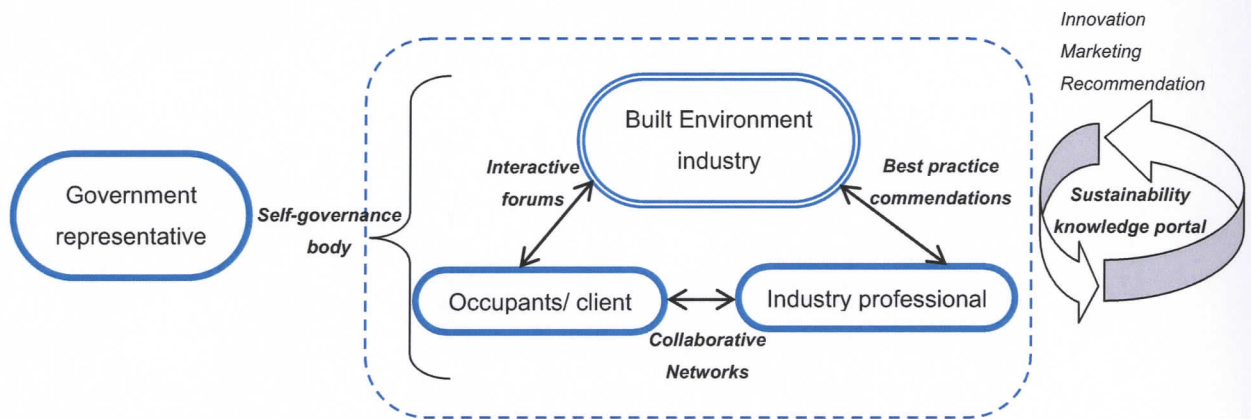 Government
representative
Self-governance
body
Built Environment
industry
Interactive
forums
Best practice
commendations
Occupants/ client
Industry professional
Collaborative
Networks
Innovation
Marketing
Recommendation
Sustainability
knowledge portal